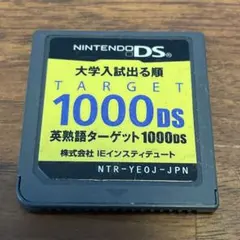 NINTENDO DS®
大学入試出る順
TARGET
1000DS
英熟語ターゲット1000DS
株式会社 IEインスティテュート
NTR-YEOJ-JPN